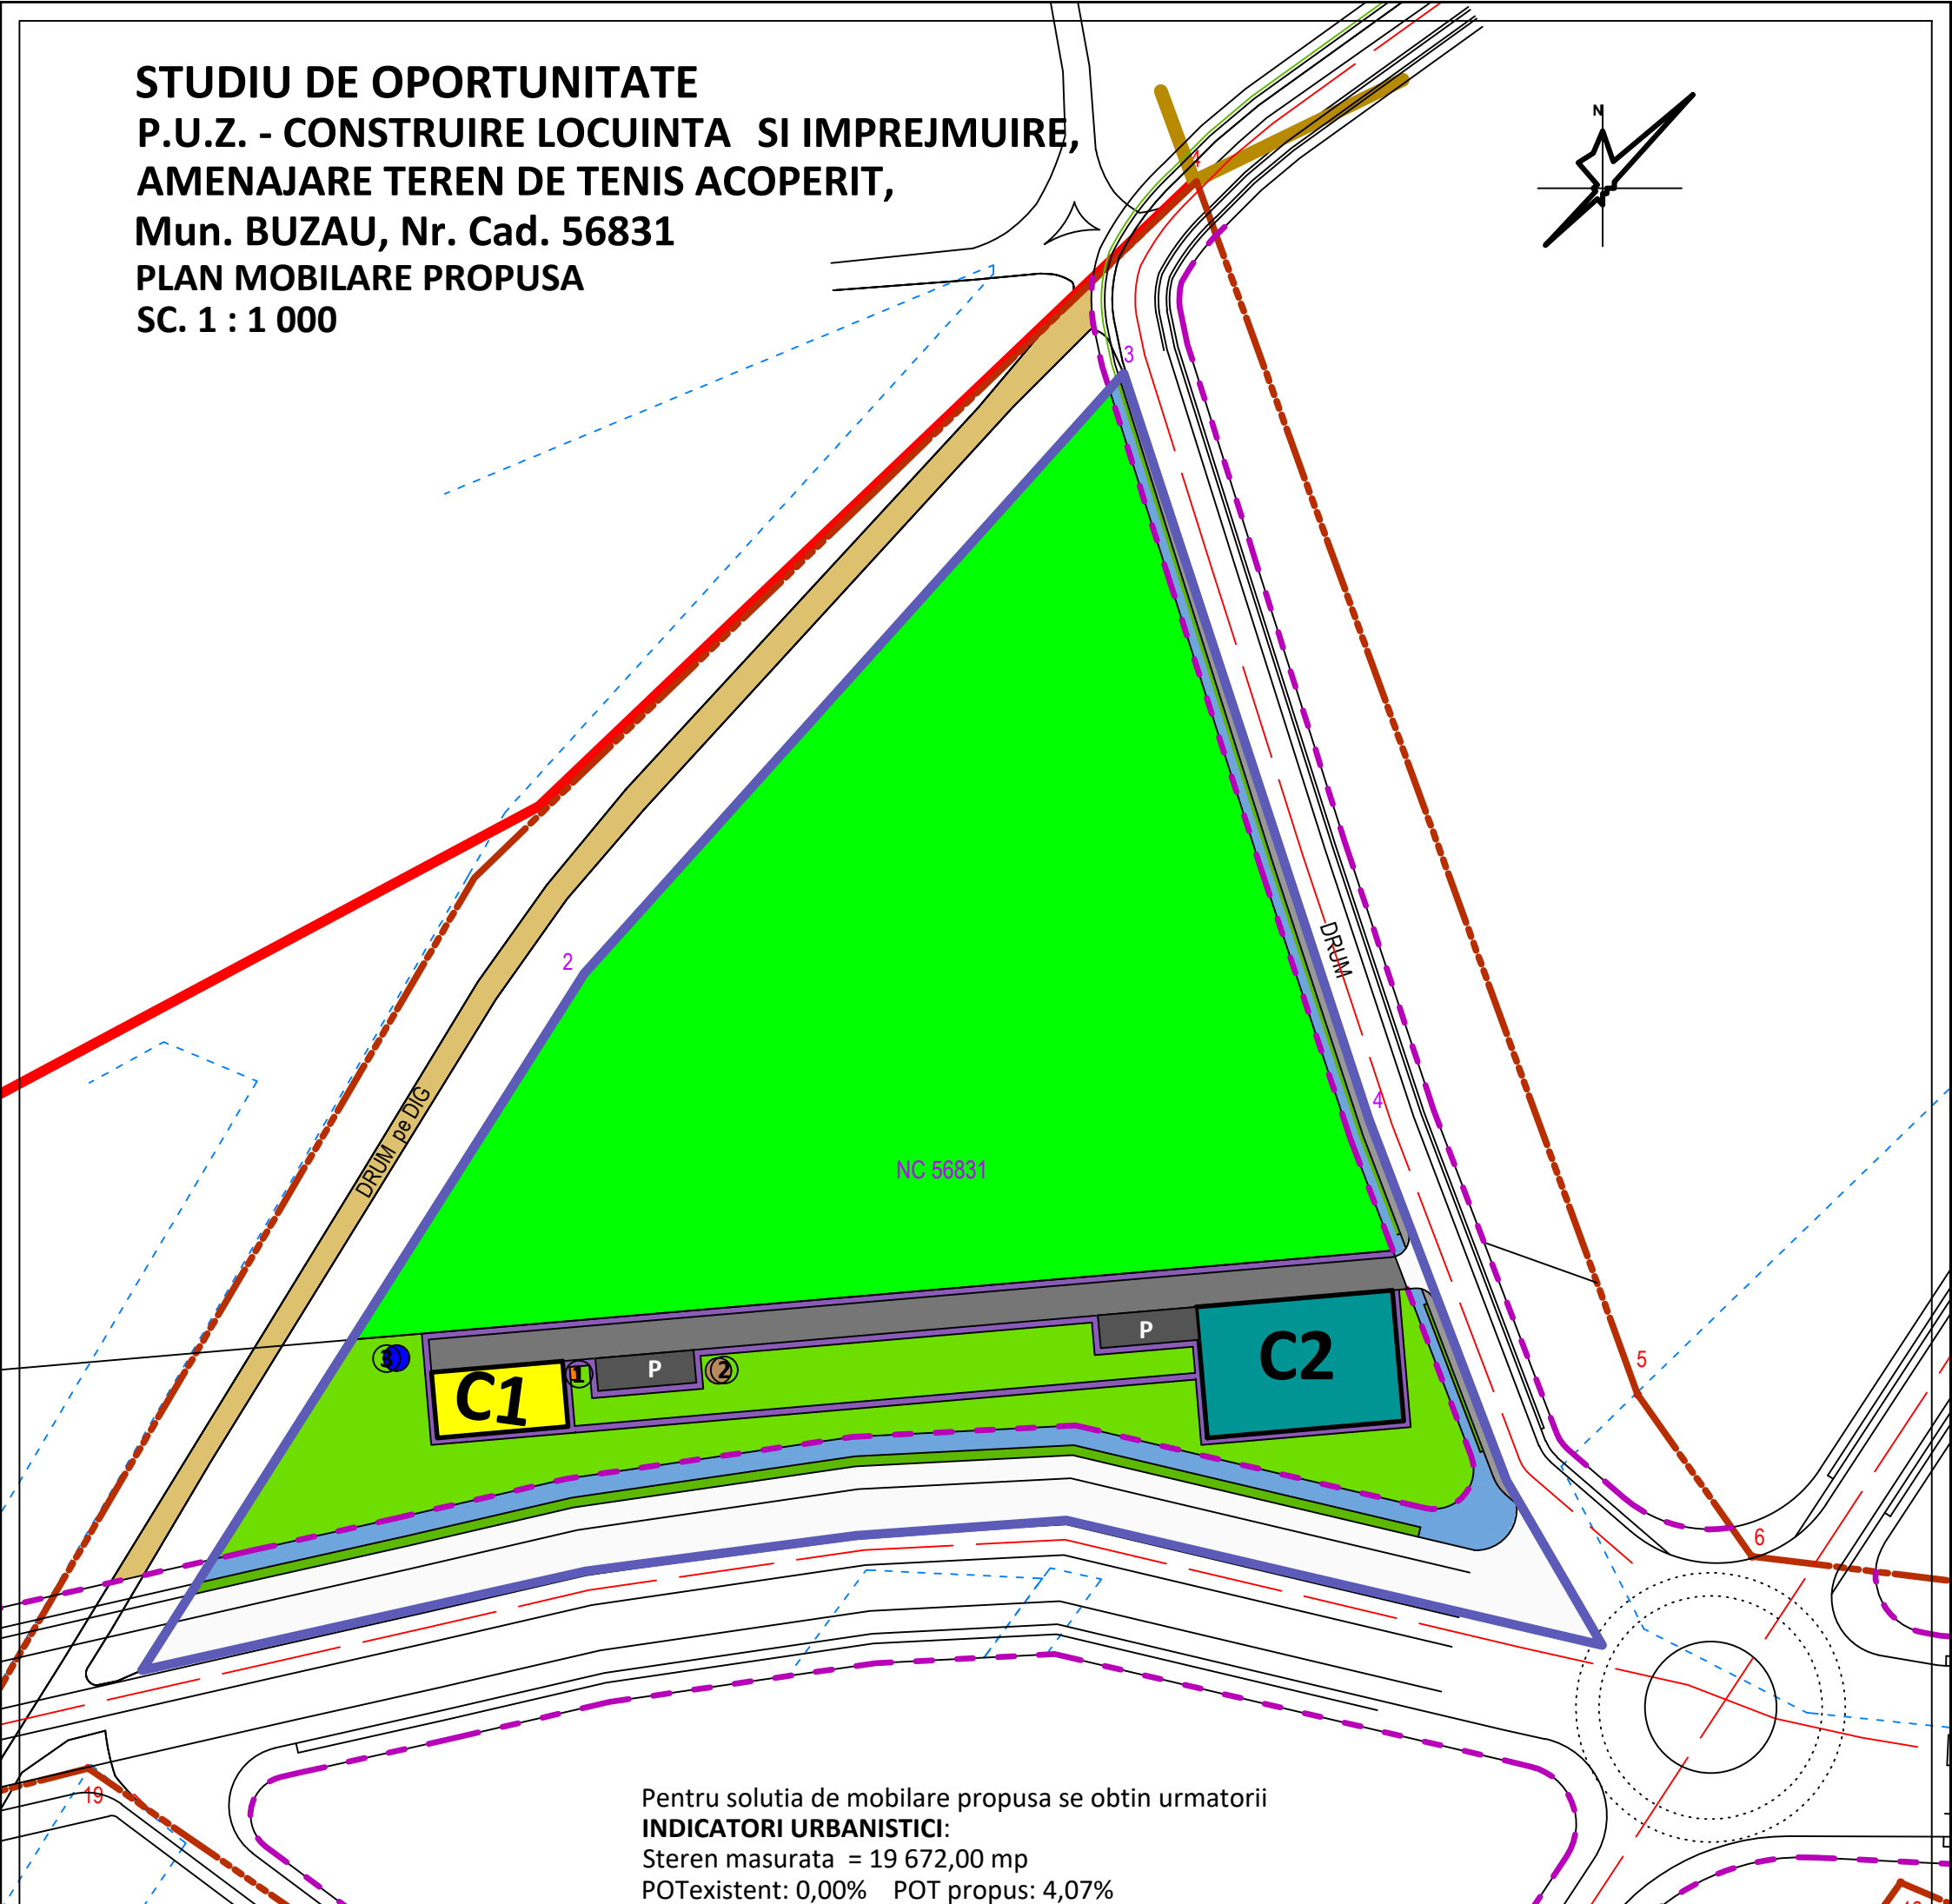 STUDIU DE OPORTUNITATE
P.U.Z. - CONSTRUIRE LOCUINTA SI IMPREJMUIRE,
AMENAJARE TEREN DE TENIS ACOPERIT,
Mun. BUZAU, Nr. Cad. 56831
PLAN MOBILARE PROPUSA
SC. 1 : 1 000
N
4
3
2
DRUM
4
DRUM pe DIG
NC 56831
5
P
C2
3
1
P
2
C1
6
19
Pentru solutia de mobilare propusa se obtin urmatorii
INDICATORI URBANISTICI:
Steren masurata = 19 672,00 mp
POTexistent: 0,00% POT propus: 4,07%